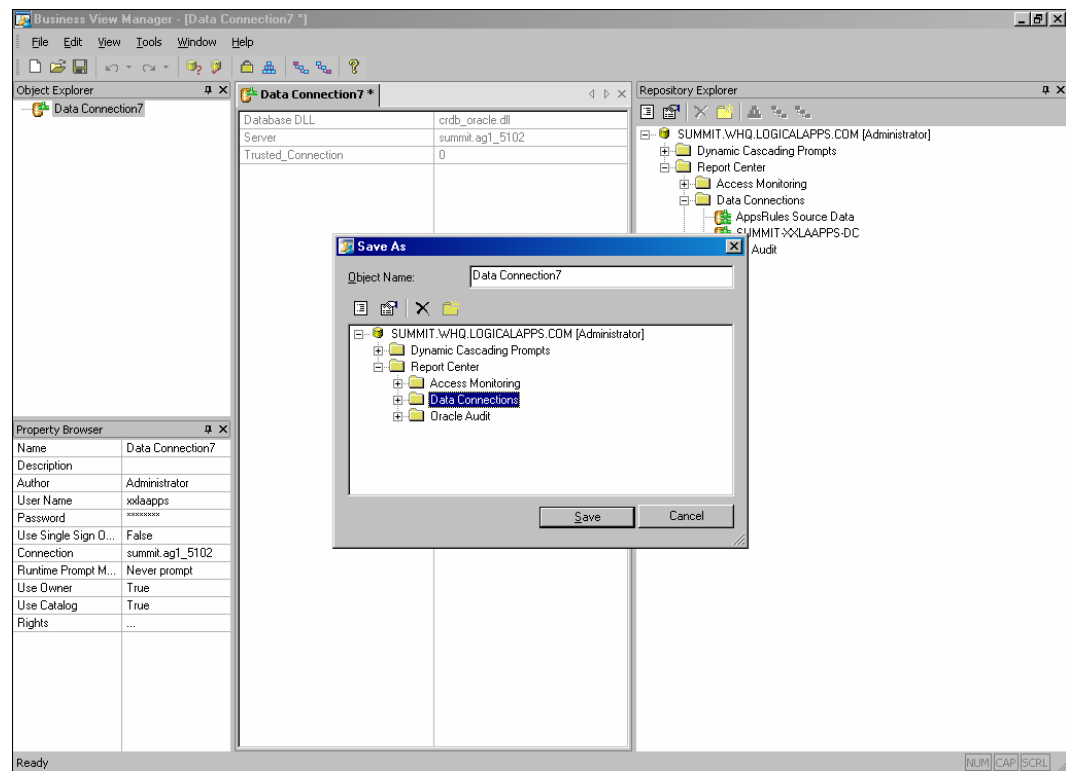 Business View Manager - [Data Connection7 *]
File Edit View Tools Window Help
Object Explorer
Data Connection7
Data Connection7 *
Database DLL crdb_oracle.dll
Server summit.ag1_5102
Trusted_Connection 0
Repository Explorer
SUMMIT.WHQ.LOGICALAPPS.COM [Administrator]
Dynamic Cascading Prompts
Report Center
Access Monitoring
Data Connections
AppsRules Source Data
SUMMIT-XXLAAPPS-DC
Audit
Save As
Object Name: Data Connection7
SUMMIT.WHQ.LOGICALAPPS.COM [Administrator]
Dynamic Cascading Prompts
Report Center
Access Monitoring
Data Connections
Oracle Audit
Save Cancel
Property Browser
Name Data Connection7
Description
Author Administrator
User Name xxlaapps
Password xxxxxxxx
Use Single Sign O... False
Connection summit.ag1_5102
Runtime Prompt M... Never prompt
Use Owner True
Use Catalog True
Rights ...
Ready
NUM CAP SCRL